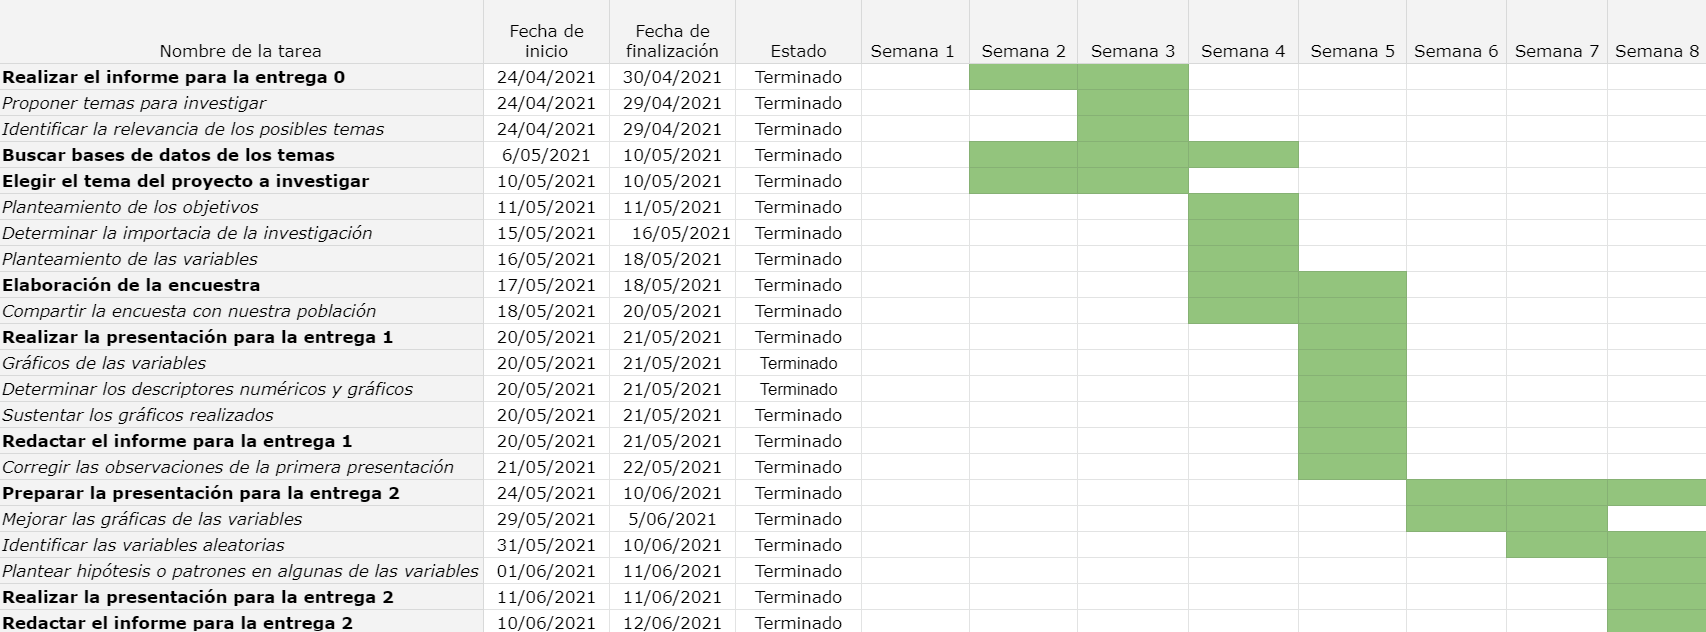 Nombre de la tarea Fecha de inicio Fecha de finalización Estado Semana 1 Semana 2 Semana 3 Semana 4 Semana 5 Semana 6 Semana 7 Semana 8
Realizar el informe para la entrega 0 24/04/2021 30/04/2021 Terminado
Proponer temas para investigar 24/04/2021 29/04/2021 Terminado
Identificar la relevancia de los posibles temas 24/04/2021 29/04/2021 Terminado
Buscar bases de datos de los temas 6/05/2021 10/05/2021 Terminado
Elegir el tema del proyecto a investigar 10/05/2021 10/05/2021 Terminado
Planteamiento de los objetivos 11/05/2021 11/05/2021 Terminado
Determinar la importacia de la investigación 15/05/2021 16/05/2021 Terminado
Planteamiento de las variables 16/05/2021 18/05/2021 Terminado
Elaboración de la encuestra 17/05/2021 18/05/2021 Terminado
Compartir la encuesta con nuestra población 18/05/2021 20/05/2021 Terminado
Realizar la presentación para la entrega 1 20/05/2021 21/05/2021 Terminado
Gráficos de las variables 20/05/2021 21/05/2021 Terminado
Determinar los descriptores numéricos y gráficos 20/05/2021 21/05/2021 Terminado
Sustentar los gráficos realizados 20/05/2021 21/05/2021 Terminado
Redactar el informe para la entrega 1 20/05/2021 21/05/2021 Terminado
Corregir las observaciones de la primera presentación 21/05/2021 22/05/2021 Terminado
Preparar la presentación para la entrega 2 24/05/2021 10/06/2021 Terminado
Mejorar las gráficas de las variables 29/05/2021 5/06/2021 Terminado
Identificar las variables aleatorias 31/05/2021 10/06/2021 Terminado
Plantear hipótesis o patrones en algunas de las variables 01/06/2021 11/06/2021 Terminado
Realizar la presentación para la entrega 2 11/06/2021 11/06/2021 Terminado
Redactar el informe para la entrega 2 10/06/2021 12/06/2021 Terminado